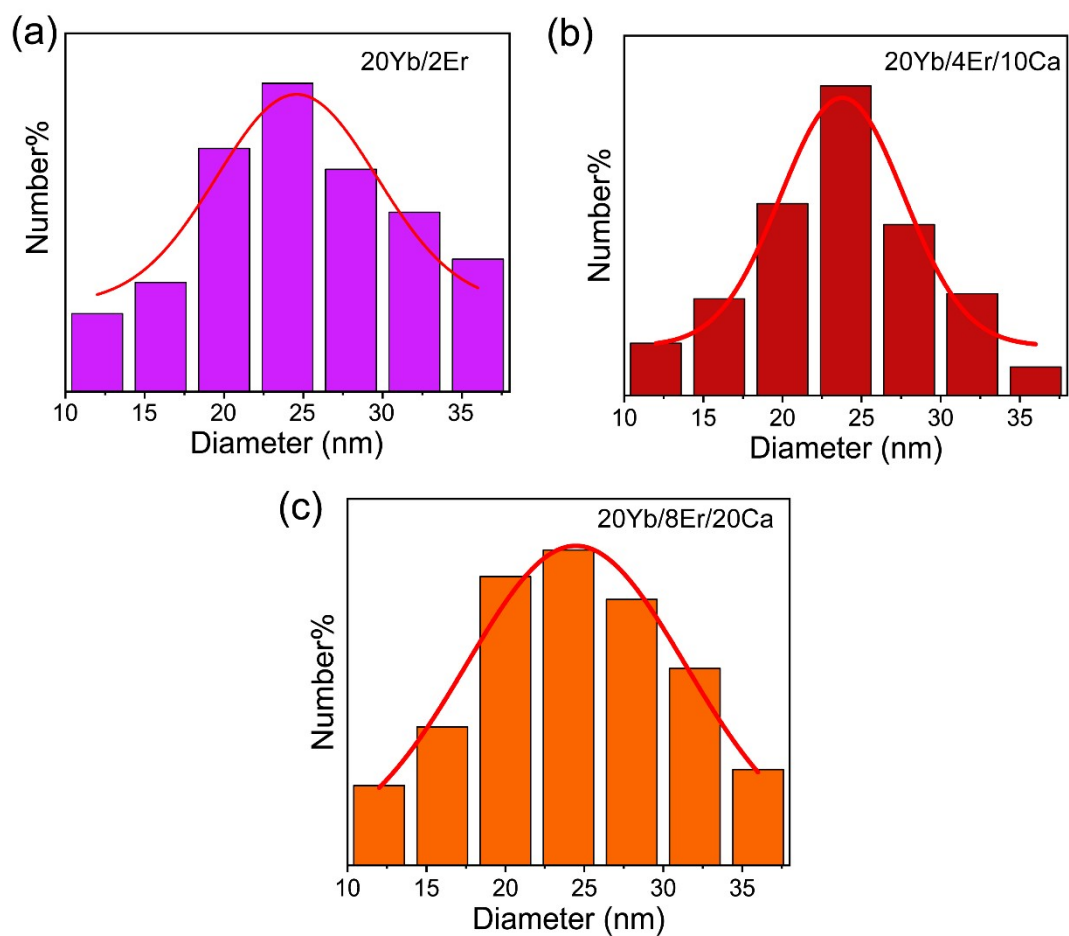 (a)
20Yb/2Er
Number%
10 15 20 25 30 35
Diameter (nm)
(b)
20Yb/4Er/10Ca
Number%
10 15 20 25 30 35
Diameter (nm)
(c)
20Yb/8Er/20Ca
Number%
10 15 20 25 30 35
Diameter (nm)